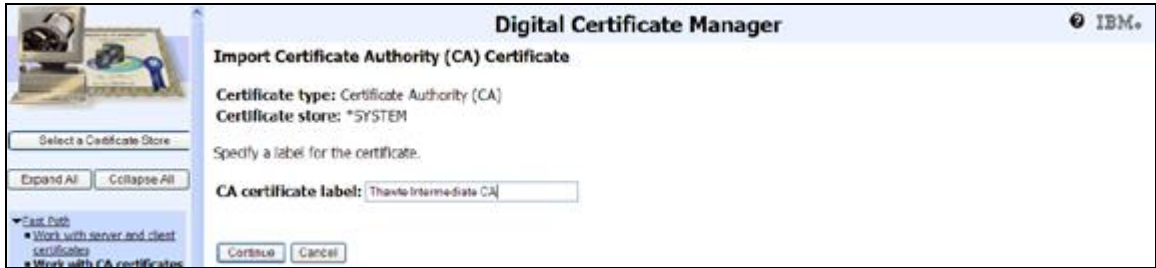 Digital Certificate Manager
IBM.
Import Certificate Authority (CA) Certificate
Certificate type: Certificate Authority (CA)
Certificate store: *SYSTEM
Select a Certificate Store
Specify a label for the certificate.
Expand All
Collapse All
CA certificate label: Thawte Intermediate CA
Fast Path
Work with server and client
certificates
Work with CA certificates
Continue
Cancel